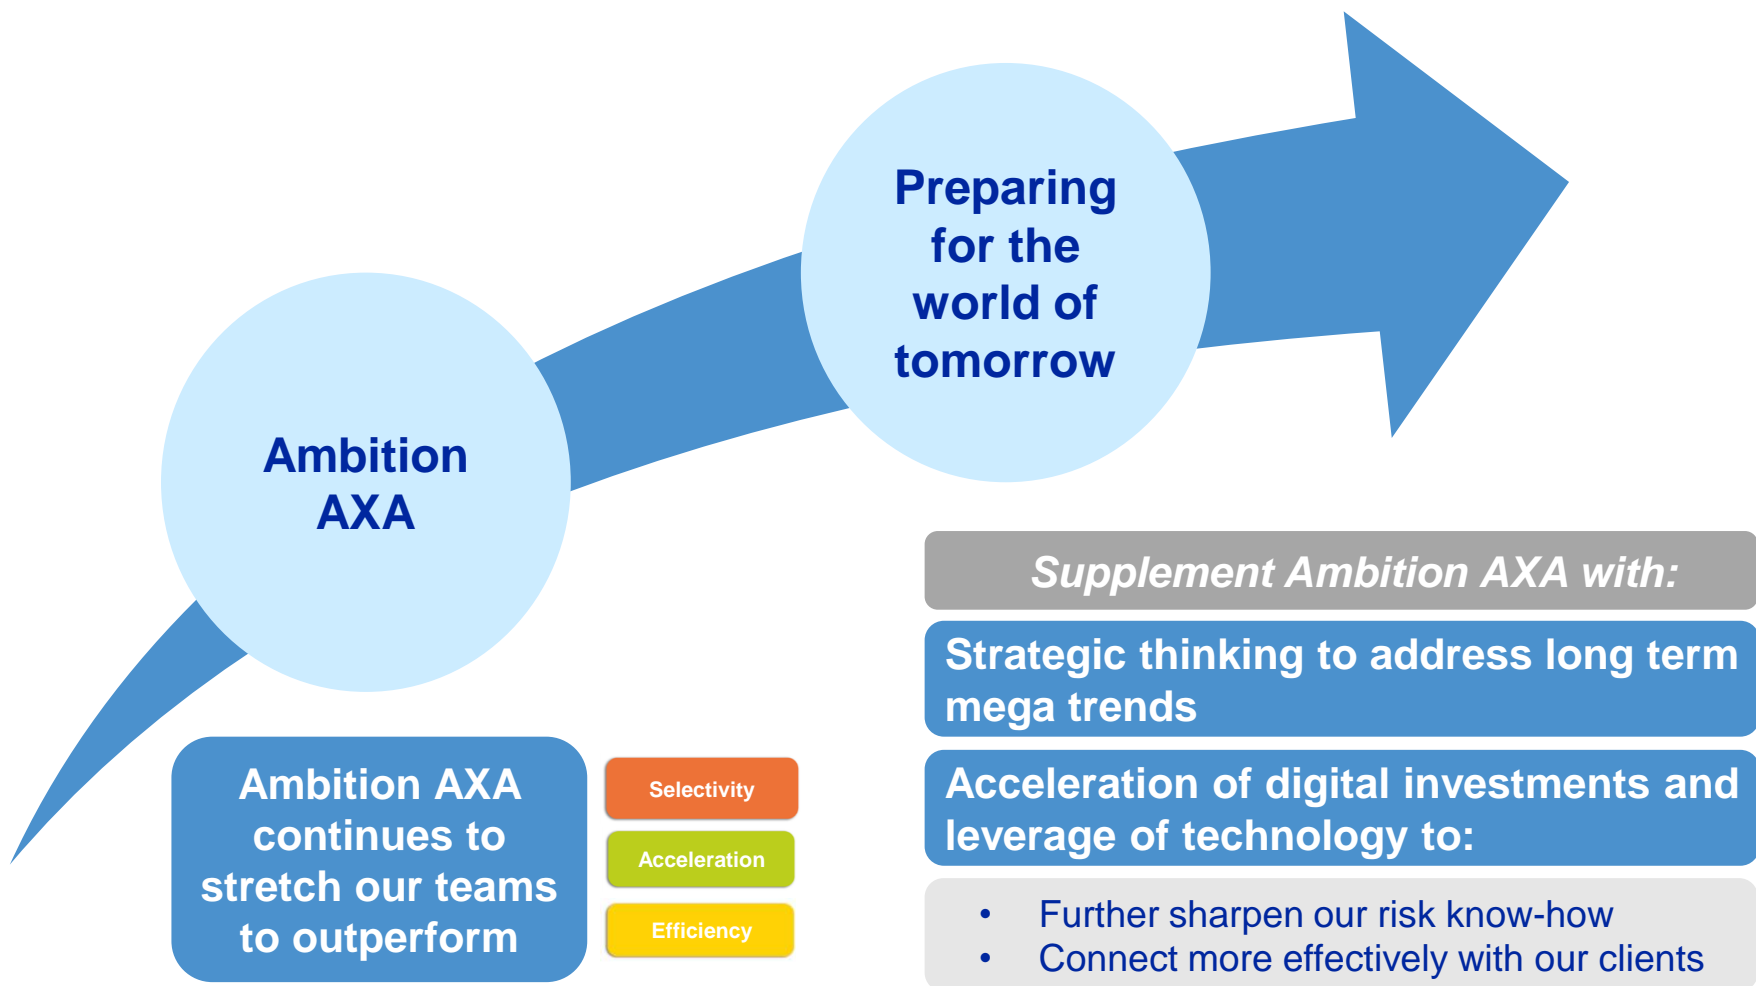 Preparing
for the
world of
tomorrow
Ambition
AXA
Supplement Ambition AXA with:
Strategic thinking to address long term
mega trends
Ambition AXA
continues to
stretch our teams
to outperform
Selectivity
Acceleration
Efficiency
Acceleration of digital investments and
leverage of technology to:
• Further sharpen our risk know-how
• Connect more effectively with our clients